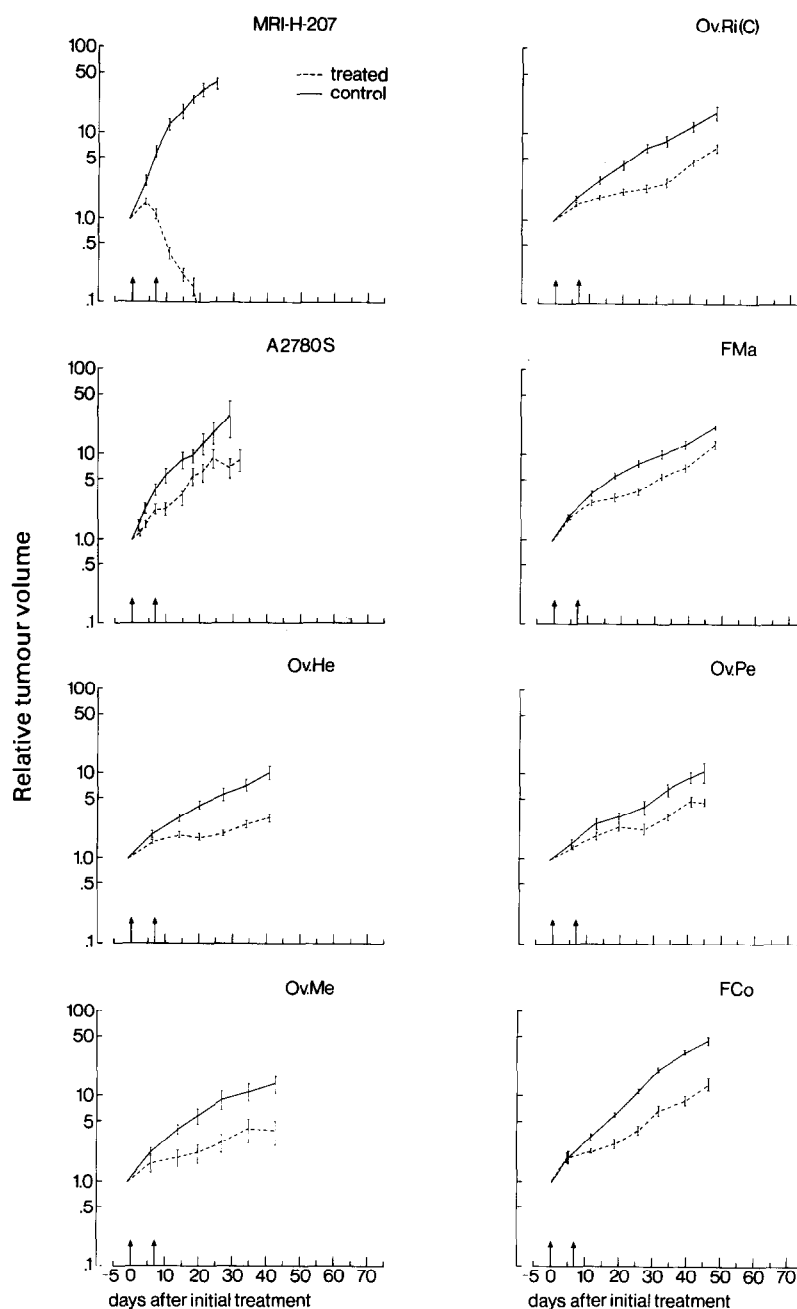 MRI-H-207
100
50
10
5
1.0
.5
.1
---- treated
— control
Ov.Ri(C)
A2780S
100
50
10
5
1.0
.5
.1
FMa
Relative tumour volume
Ov.He
100
50
10
5
1.0
.5
.1
Ov.Pe
Ov.Me
100
50
10
5
1.0
.5
.1
-5 0 10 20 30 40 50 60 70
days after initial treatment
FCo
-5 0 10 20 30 40 50 60 70
days after initial treatment